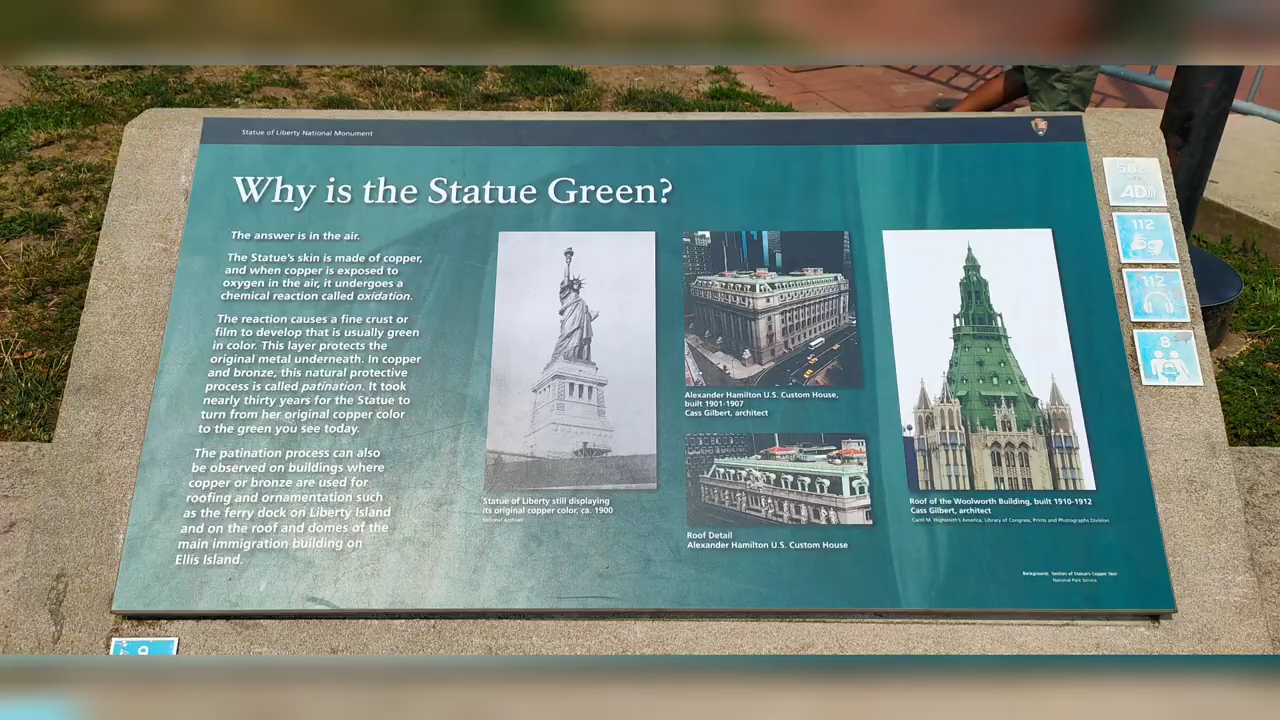 Statue of Liberty National Monument
Why is the Statue Green?
The answer is in the air.
The Statue's skin is made of copper,
and when copper is exposed to
oxygen in the air, it undergoes a
chemical reaction called oxidation.
The reaction causes a fine crust or
film to develop that is usually green
in color. This layer protects the
original metal underneath. In copper
and bronze, this natural protective
process is called patination. It took
nearly thirty years for the Statue to
turn from her original copper color
to the green you see today.
The patination process can also
be observed on buildings where
copper or bronze are used for
roofing and ornamentation such
as the ferry dock on Liberty Island
and on the roof and domes of the
main immigration building on
Ellis Island.
Statue of Liberty still displaying
its original copper color, ca. 1900
National Archives
Alexander Hamilton U.S. Custom House,
built 1901-1907
Cass Gilbert, architect
Roof Detail
Alexander Hamilton U.S. Custom House
Roof of the Woolworth Building, built 1910-1912
Cass Gilbert, architect
Carol M. Highsmith's America, Library of Congress, Prints and Photographs Division
Background: Section of Statue's Copper Skin
National Park Service
AD
112
112
8